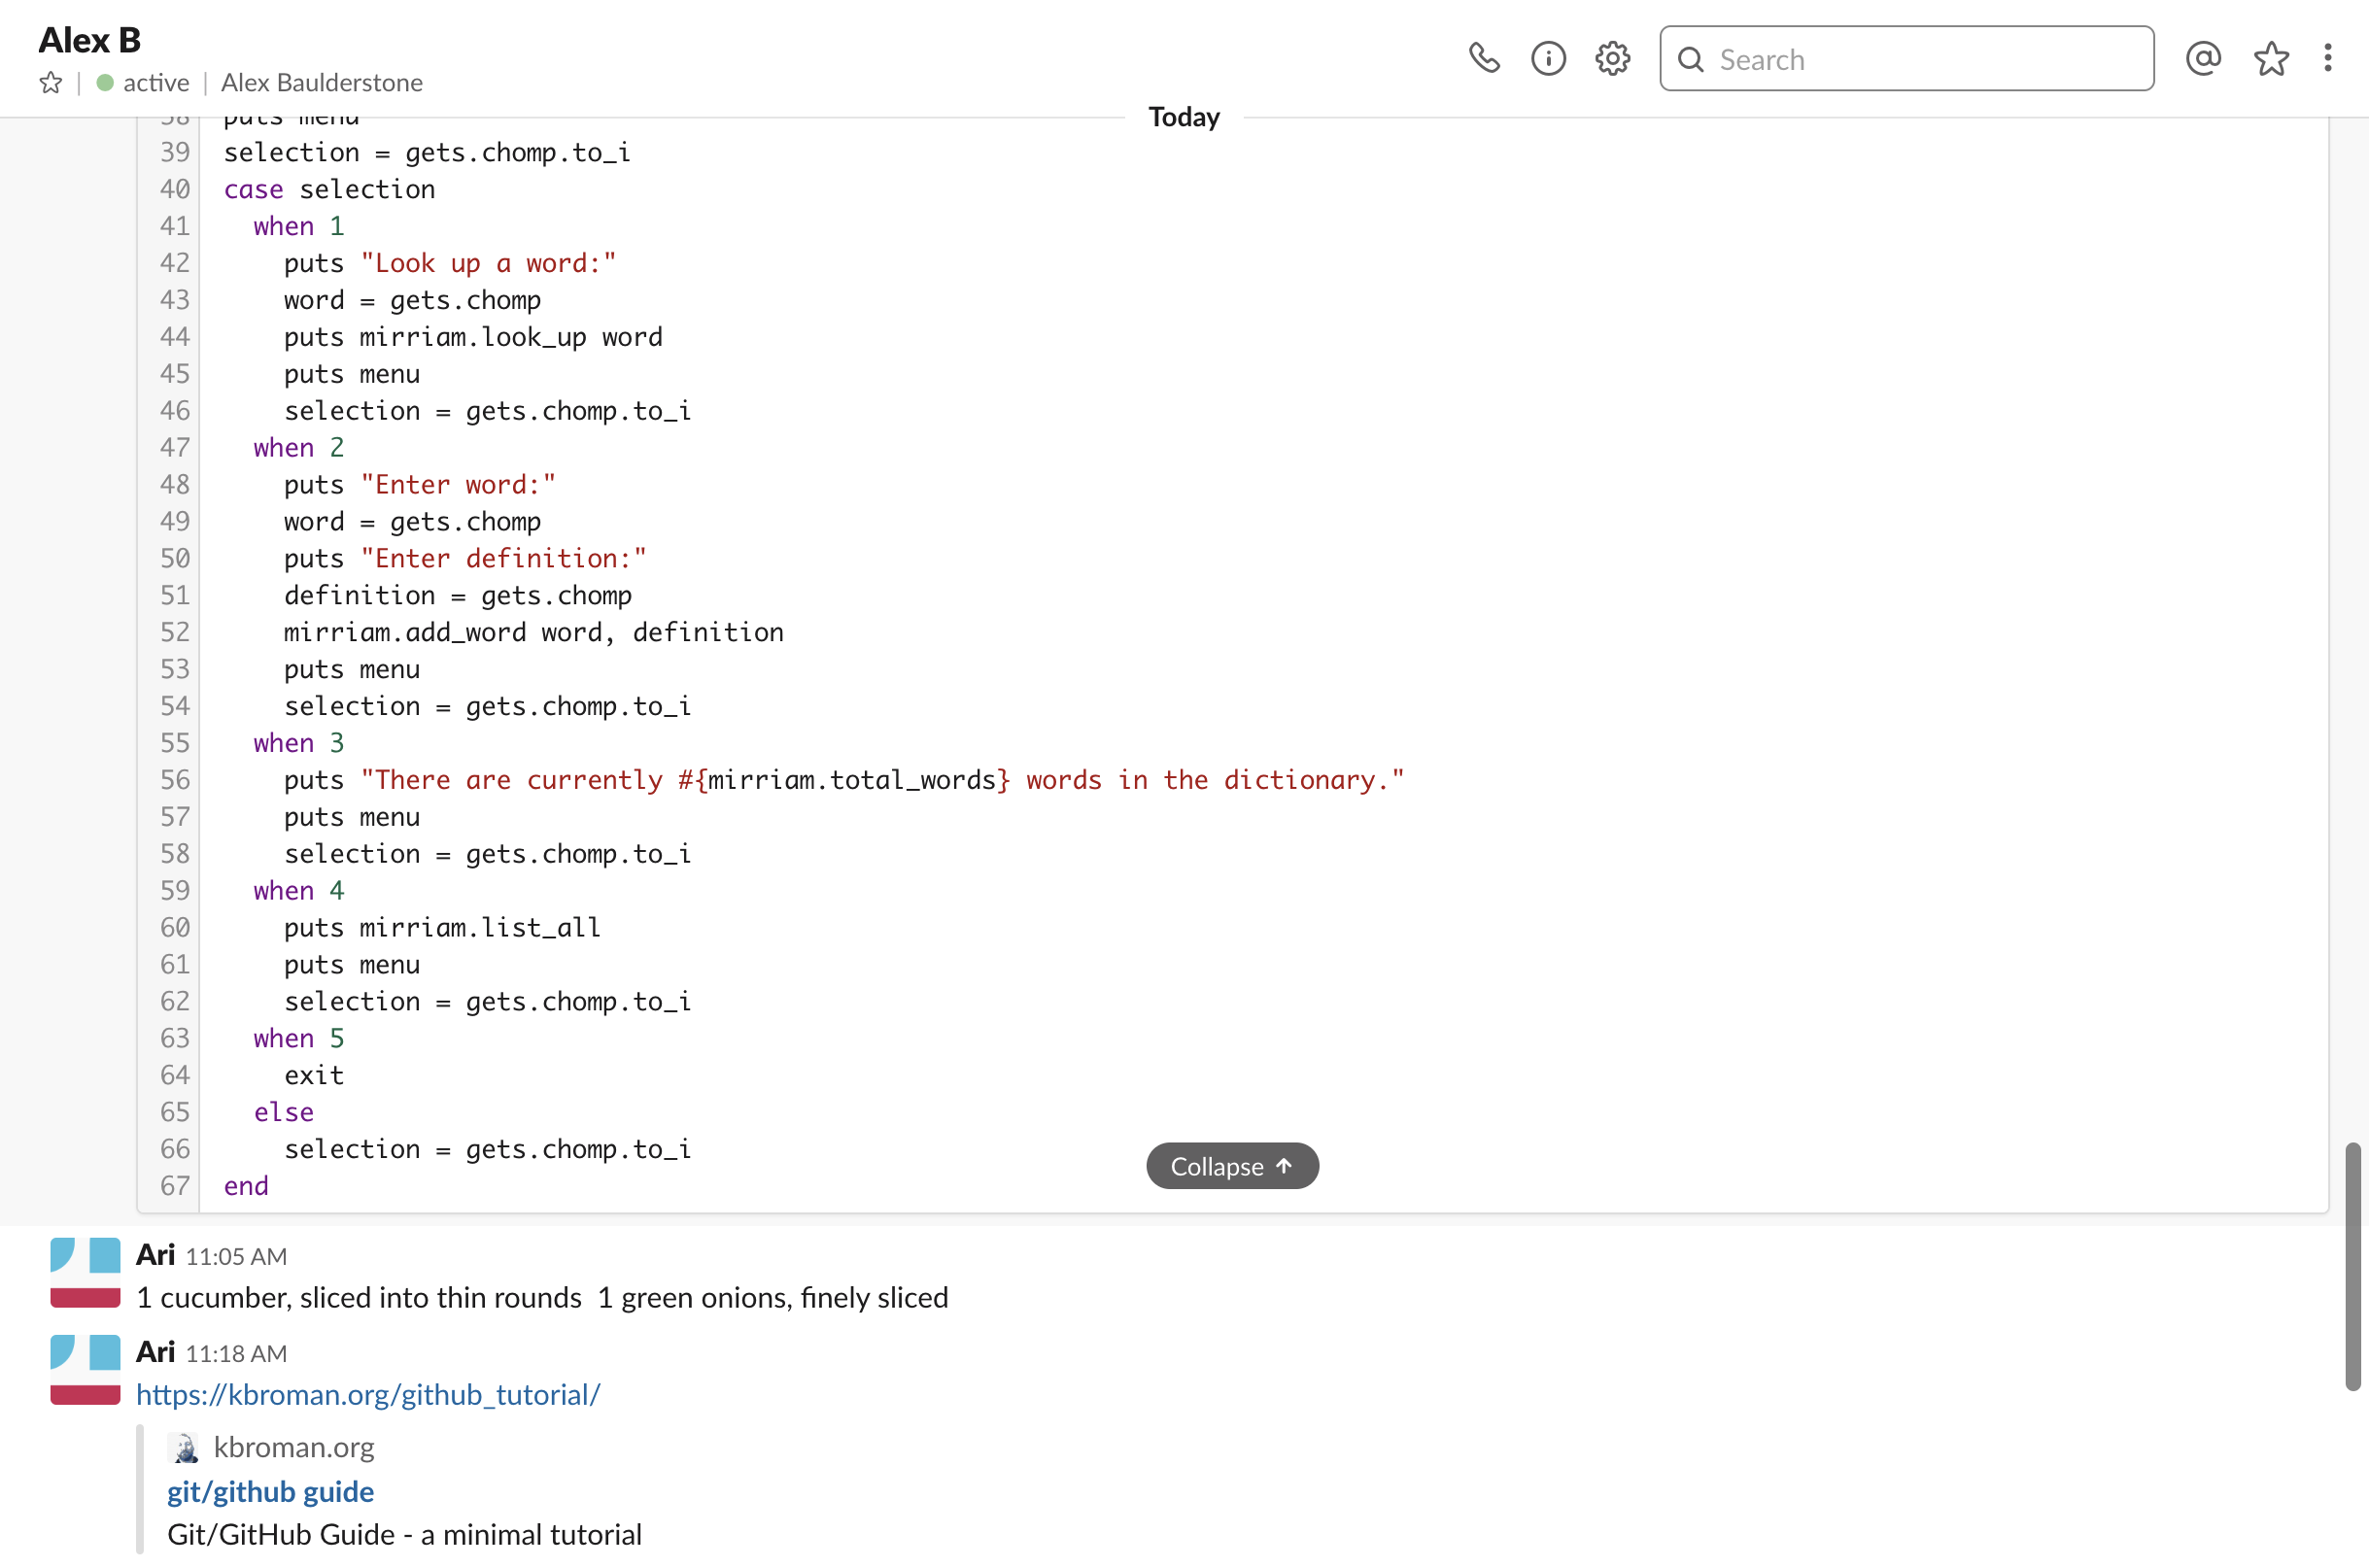 Alex B
active | Alex Baulderstone
Search
Today
38 puts menu
39 selection = gets.chomp.to_i
40 case selection
41   when 1
42     puts "Look up a word:"
43     word = gets.chomp
44     puts mirriam.look_up word
45     puts menu
46     selection = gets.chomp.to_i
47   when 2
48     puts "Enter word:"
49     word = gets.chomp
50     puts "Enter definition:"
51     definition = gets.chomp
52     mirriam.add_word word, definition
53     puts menu
54     selection = gets.chomp.to_i
55   when 3
56     puts "There are currently #{mirriam.total_words} words in the dictionary."
57     puts menu
58     selection = gets.chomp.to_i
59   when 4
60     puts mirriam.list_all
61     puts menu
62     selection = gets.chomp.to_i
63   when 5
64     exit
65   else
66     selection = gets.chomp.to_i
67 end
Collapse ↑
Ari 11:05 AM
1 cucumber, sliced into thin rounds  1 green onions, finely sliced
Ari 11:18 AM
https://kbroman.org/github_tutorial/
kbroman.org
git/github guide
Git/GitHub Guide - a minimal tutorial